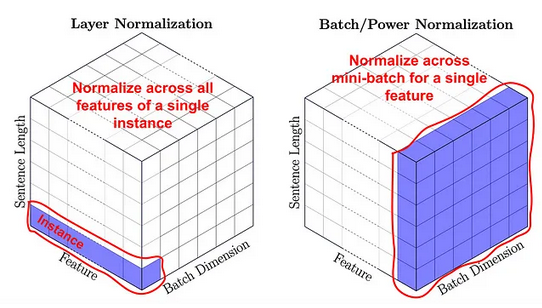 Layer Normalization
Normalize across all
features of a single
instance
Sentence Length
Instance
Feature
Batch Dimension
Batch/Power Normalization
Normalize across
mini-batch for a single
feature
Sentence Length
Feature
Batch Dimension